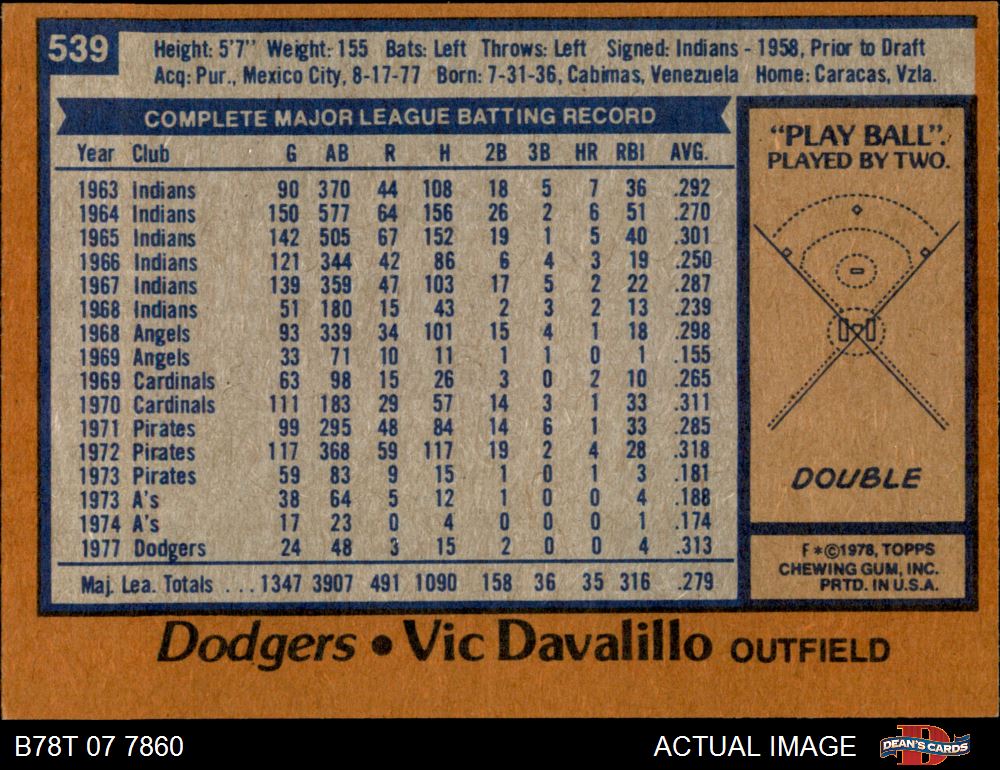 539
Height: 5'7" Weight: 155 Bats: Left Throws: Left Signed: Indians - 1958, Prior to Draft
Acq: Pur., Mexico City, 8-17-77 Born: 7-31-36, Cabimas, Venezuela Home: Caracas, Vzla.
COMPLETE MAJOR LEAGUE BATTING RECORD
Year Club G AB R H 2B 3B HR RBI AVG.
1963 Indians 90 370 44 108 18 5 7 36 .292
1964 Indians 150 577 64 156 26 2 6 51 .270
1965 Indians 142 505 67 152 19 1 5 40 .301
1966 Indians 121 344 42 86 6 4 3 19 .250
1967 Indians 139 359 47 103 17 5 2 22 .287
1968 Indians 51 180 15 43 2 3 2 13 .239
1968 Angels 93 339 34 101 15 4 1 18 .298
1969 Angels 33 71 10 11 1 1 0 1 .155
1969 Cardinals 63 98 15 26 3 0 2 10 .265
1970 Cardinals 111 183 29 57 14 3 1 33 .311
1971 Pirates 99 295 48 84 14 6 1 33 .285
1972 Pirates 117 368 59 117 19 2 4 28 .318
1973 Pirates 59 83 9 15 1 0 1 3 .181
1973 A's 38 64 5 12 1 0 0 4 .188
1974 A's 17 23 0 4 0 0 0 1 .174
1977 Dodgers 24 48 3 15 2 0 0 4 .313
Maj. Lea. Totals ... 1347 3907 491 1090 158 36 35 316 .279
"PLAY BALL".
PLAYED BY TWO.
DOUBLE
F *©1978, TOPPS
CHEWING GUM, INC.
PRTD. IN U.S.A.
Dodgers • Vic Davalillo OUTFIELD
B78T 07 7860
ACTUAL IMAGE
D
DEAN'S CARDS